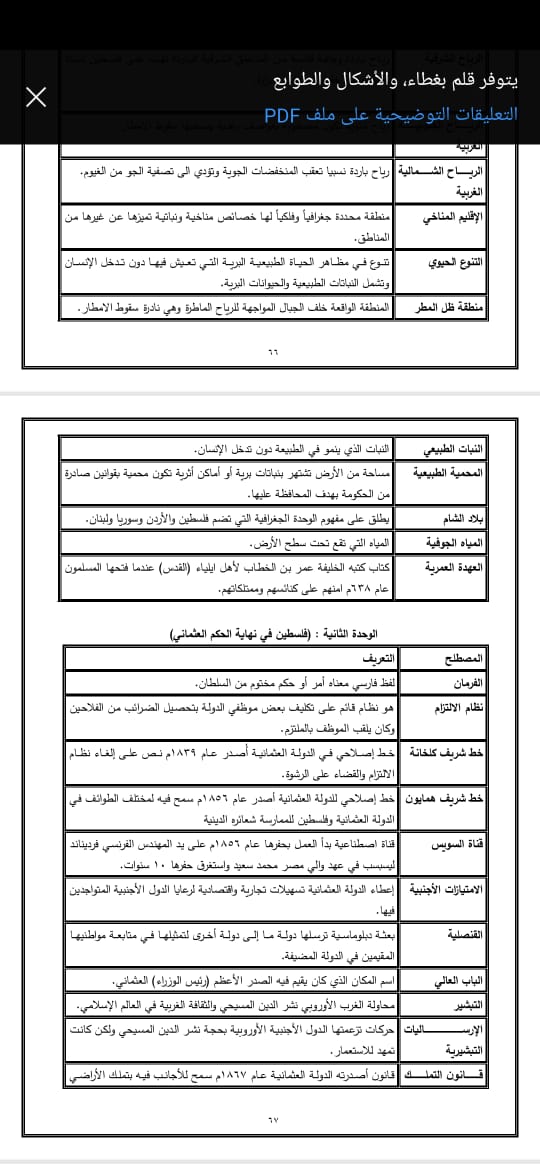 يتوفر قلم بغطاء، والأشكال والطوابع
التعليقات التوضيحية على ملف PDF
الغربية
الريـــاح الشـــمالية رياح باردة نسبيا تعقب المنخفضات الجوية وتؤدي الى تصفية الجو من الغيوم.
الغربية
الإقليم المناخي منطقة محددة جغرافياً وفلكياً لها خصائص مناخية ونباتية تميزها عن غيرها من
المناطق.
التنوع الحيوي تنوع في مظاهر الحياة الطبيعية البرية التي تعيش فيها دون تدخل الإنسان
وتشمل النباتات الطبيعية والحيوانات البرية.
منطقة ظل المطر المنطقة الواقعة خلف الجبال المواجهة للرياح الماطرة وهي نادرة سقوط الامطار.
٦٦
النبات الطبيعي النبات الذي ينمو في الطبيعة دون تدخل الإنسان.
المحمية الطبيعية مساحة من الأرض تشتهر بنباتات برية أو أماكن أثرية تكون محمية بقوانين صادرة
من الحكومة بهدف المحافظة عليها.
بلاد الشام يطلق على مفهوم الوحدة الجغرافية التي تضم فلسطين والأردن وسوريا ولبنان.
المياه الجوفية المياه التي تقع تحت سطح الأرض.
العهدة العمرية كتاب كتبه الخليفة عمر بن الخطاب لأهل ايلياء (القدس) عندما فتحها المسلمون
عام ٦٣٨م امنهم على كنائسهم وممتلكاتهم.
الوحدة الثانية : (فلسطين في نهاية الحكم العثماني)
المصطلح التعريف
الفرمان لفظ فارسي معناه أمر أو حكم مختوم من السلطان.
نظام الالتزام هو نظام قائم على تكليف بعض موظفي الدولة بتحصيل الضرائب من الفلاحين
وكان يلقب الموظف بالملتزم.
خط شريف كلخانة خط إصلاحي في الدولة العثمانية أصدر عام ١٨٣٩م نص على إلغاء نظام
الالتزام والقضاء على الرشوة.
خط شريف همايون خط إصلاحي للدولة العثمانية أصدر عام ١٨٥٦م سمح فيه لمختلف الطوائف في
الدولة العثمانية وفلسطين للممارسة شعائره الدينية
قناة السويس قناة اصطناعية بدأ العمل بحفرها عام ١٨٥٦م على يد المهندس الفرنسي فرديناند
ليسبسب في عهد والي مصر محمد سعيد واستغرق حفرها ١٠ سنوات.
الامتيازات الأجنبية إعطاء الدولة العثمانية تسهيلات تجارية واقتصادية لرعايا الدول الأجنبية المتواجدين
فيها.
القنصلية بعثة دبلوماسية ترسلها دولة ما إلى دولة أخرى لتمثيلها في متابعة مواطنيها
المقيمين في الدولة المضيفة.
الباب العالي اسم المكان الذي كان يقيم فيه الصدر الأعظم (رئيس الوزراء) العثماني.
التبشير محاولة الغرب الأوروبي نشر الدين المسيحي والثقافة الغربية في العالم الإسلامي.
الإرســـــــــاليات حركات تزعمتها الدول الأجنبية الأوروبية بحجة نشر الدين المسيحي ولكن كانت
التبشيرية تمهد للاستعمار.
قـــانون التملـــك قانون أصدرته الدولة العثمانية عام ١٨٦٧م سمح للأجانب فيه بتملك الأراضي
٦٧